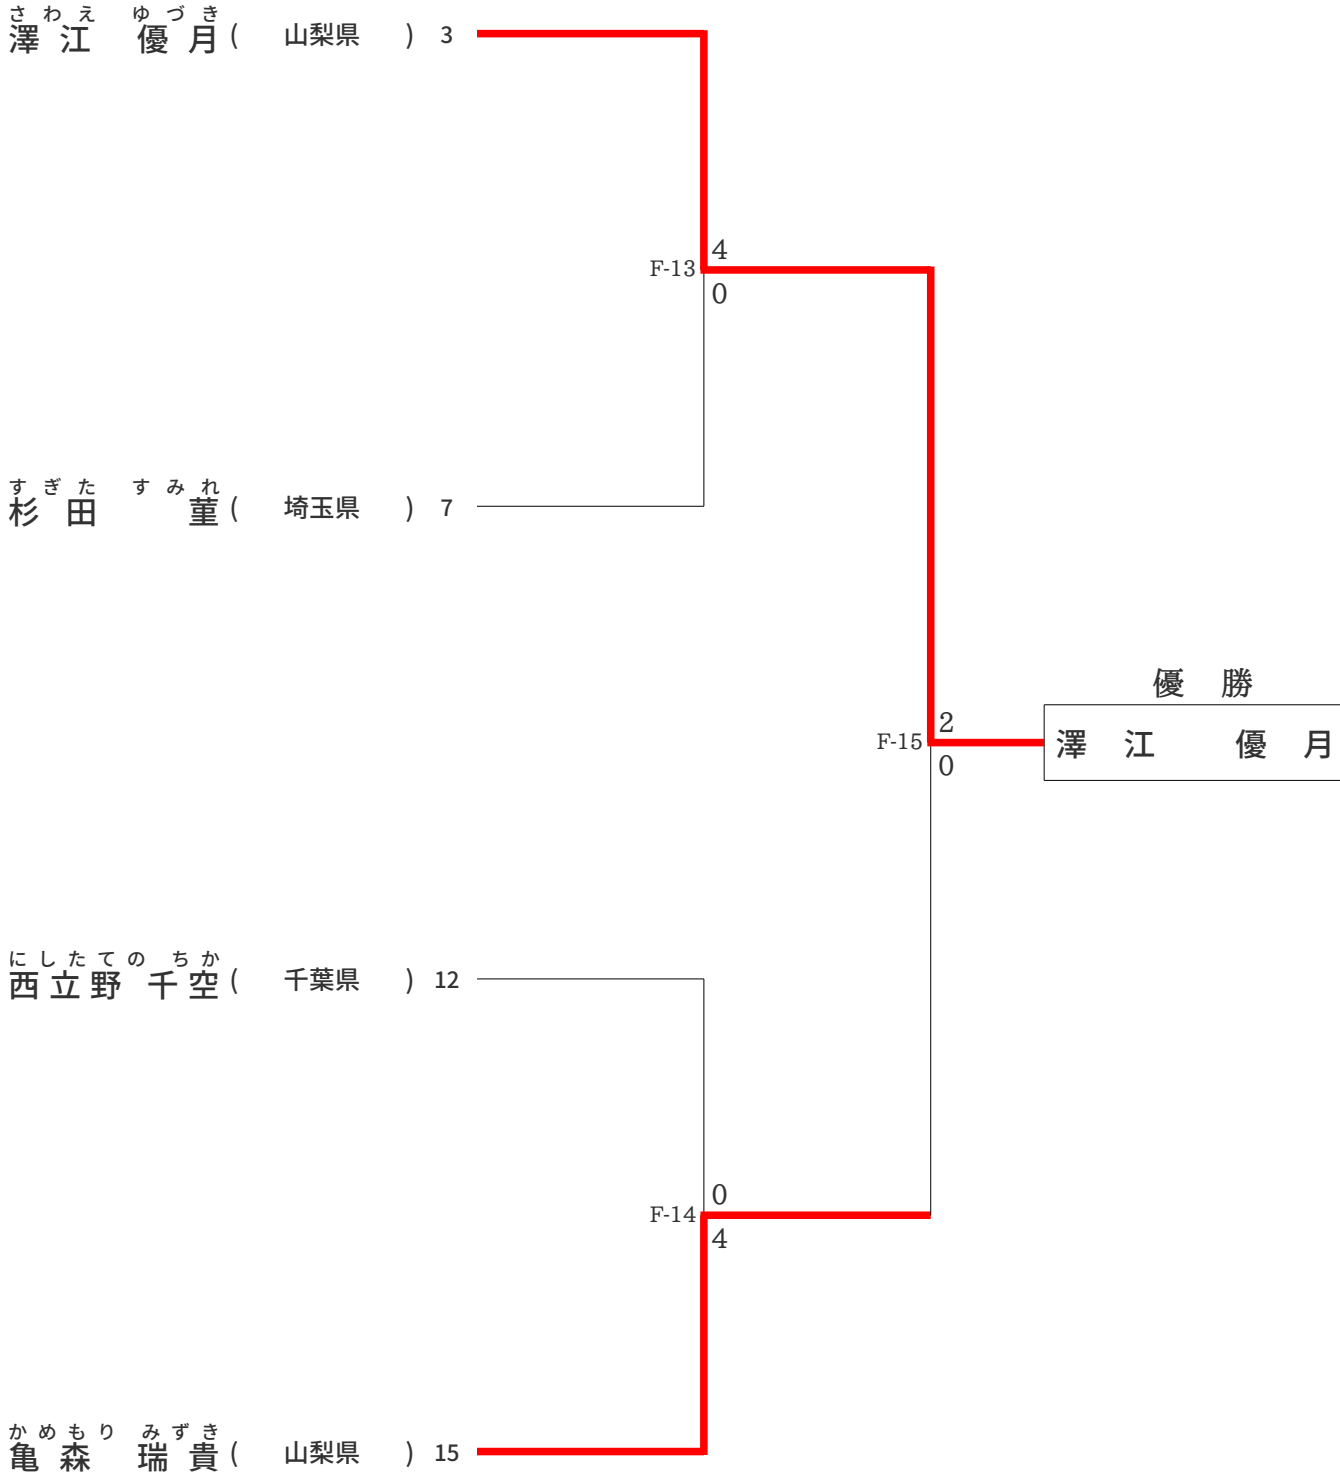 さわえ ゆづき
澤江 優月 ( 山梨県 ) 3
4
F-13
0
すぎた すみれ
杉田 菫 ( 埼玉県 ) 7
優勝
2
F-15
澤江 優月
0
にしたての ちか
西立野 千空 ( 千葉県 ) 12
0
F-14
4
かめもり みずき
亀森 瑞貴 ( 山梨県 ) 15